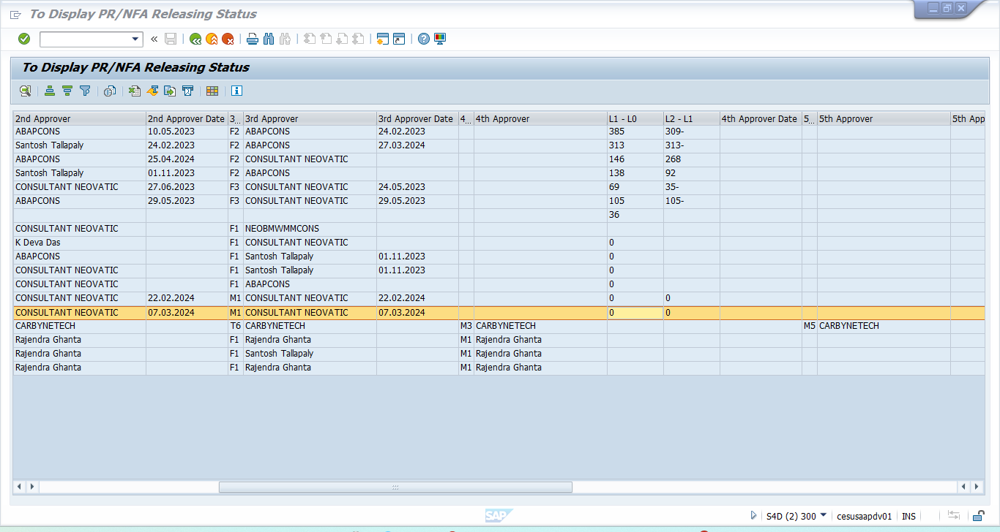 To Display PR/NFA Releasing Status
To Display PR/NFA Releasing Status
2nd Approver 2nd Approver Date 3... 3rd Approver 3rd Approver Date 4... 4th Approver L1 - L0 L2 - L1 4th Approver Date 5... 5th Approver 5th App
ABAPCONS 10.05.2023 F2 ABAPCONS 24.02.2023 385 309-
Santosh Tallapaly 24.02.2023 F2 ABAPCONS 27.03.2024 313 313-
ABAPCONS 25.04.2024 F2 CONSULTANT NEOVATIC 146 268
Santosh Tallapaly 01.11.2023 F2 ABAPCONS 138 92
CONSULTANT NEOVATIC 27.06.2023 F3 CONSULTANT NEOVATIC 24.05.2023 69 35-
ABAPCONS 29.05.2023 F3 CONSULTANT NEOVATIC 29.05.2023 105 105-
36
CONSULTANT NEOVATIC F1 NEOBMWMMCONS
K Deva Das F1 CONSULTANT NEOVATIC 0
ABAPCONS F1 Santosh Tallapaly 01.11.2023 0
CONSULTANT NEOVATIC F1 Santosh Tallapaly 01.11.2023 0
CONSULTANT NEOVATIC F1 ABAPCONS 0
CONSULTANT NEOVATIC 22.02.2024 M1 CONSULTANT NEOVATIC 22.02.2024 0 0
CONSULTANT NEOVATIC 07.03.2024 M1 CONSULTANT NEOVATIC 07.03.2024 0 0
CARBYNETECH T6 CARBYNETECH M3 CARBYNETECH M5 CARBYNETECH
Rajendra Ghanta F1 Rajendra Ghanta M1 Rajendra Ghanta
Rajendra Ghanta F1 Santosh Tallapaly M1 Rajendra Ghanta
Rajendra Ghanta F1 Rajendra Ghanta M1 Rajendra Ghanta
SAP S4D (2) 300 cesusaapdv01 INS